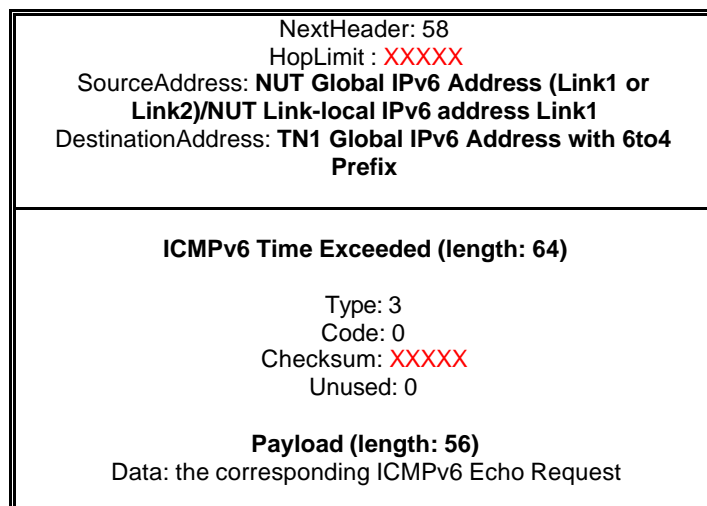 NextHeader: 58
HopLimit : XXXXX
SourceAddress: NUT Global IPv6 Address (Link1 or
Link2)/NUT Link-local IPv6 address Link1
DestinationAddress: TN1 Global IPv6 Address with 6to4
Prefix
ICMPv6 Time Exceeded (length: 64)
Type: 3
Code: 0
Checksum: XXXXX
Unused: 0
Payload (length: 56)
Data: the corresponding ICMPv6 Echo Request